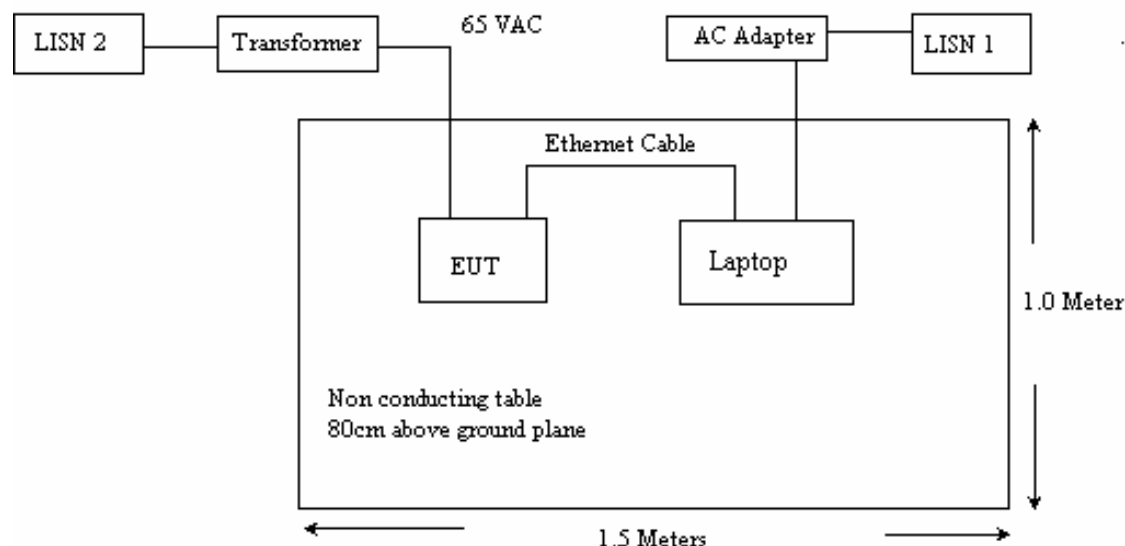 LISN 2
Transformer
65 VAC
AC Adapter
LISN 1
Ethernet Cable
EUT
Laptop
1.0 Meter
Non conducting table
80cm above ground plane
1.5 Meters